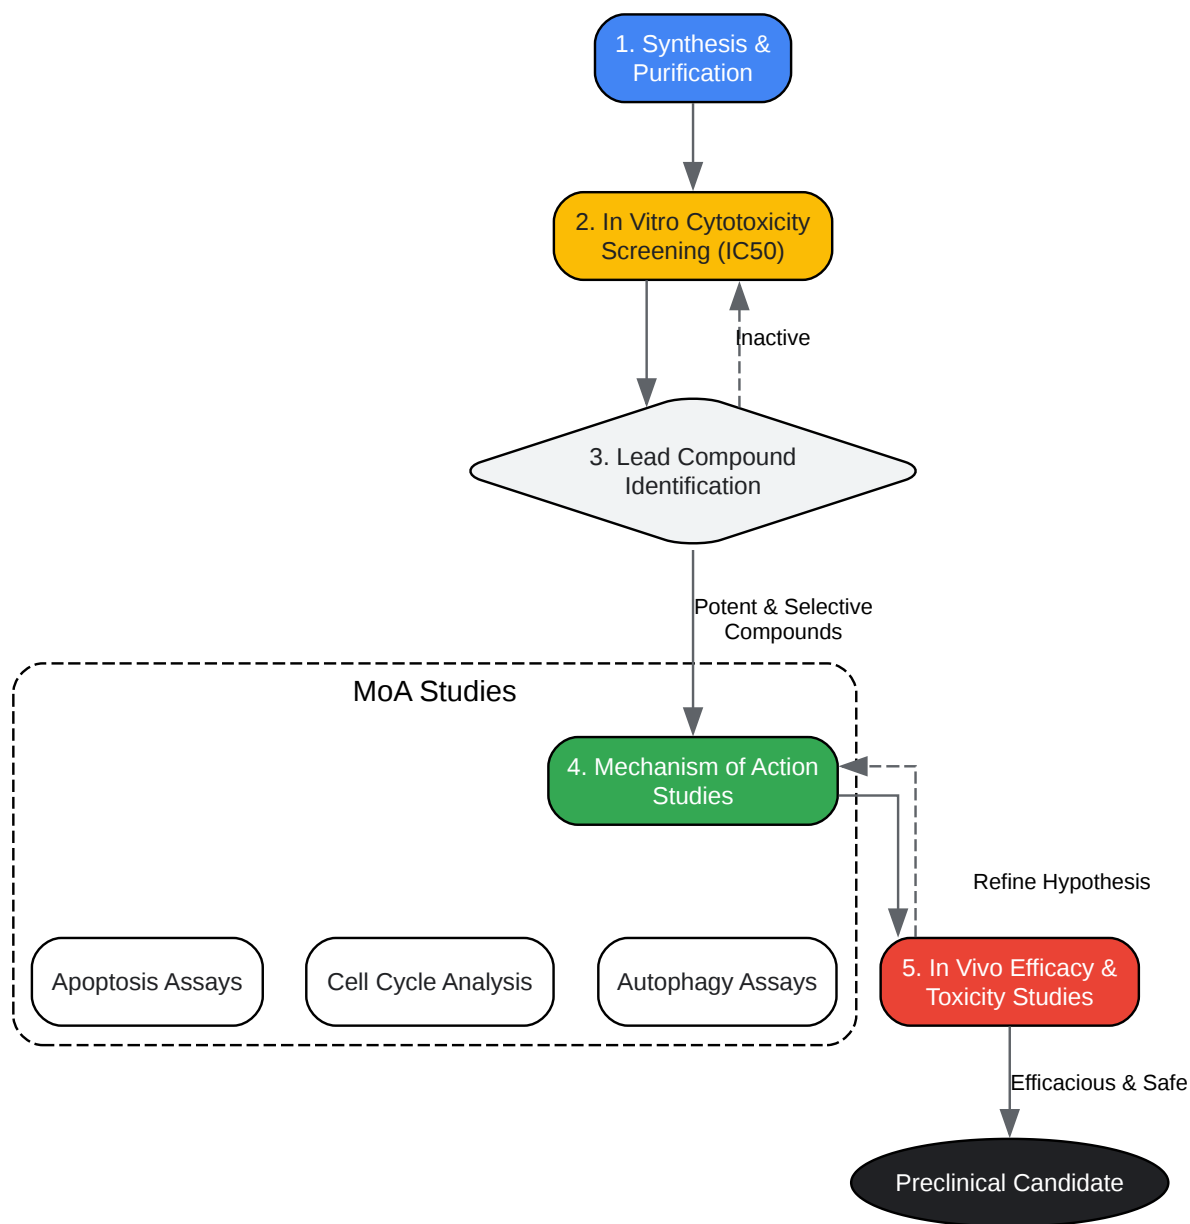 1. Synthesis &
Purification
2. In Vitro Cytotoxicity
Screening (IC50)
Inactive
3. Lead Compound
Identification
Potent & Selective
Compounds
MoA Studies
4. Mechanism of Action
Studies
Refine Hypothesis
Apoptosis Assays
Cell Cycle Analysis
Autophagy Assays
5. In Vivo Efficacy &
Toxicity Studies
Efficacious & Safe
Preclinical Candidate